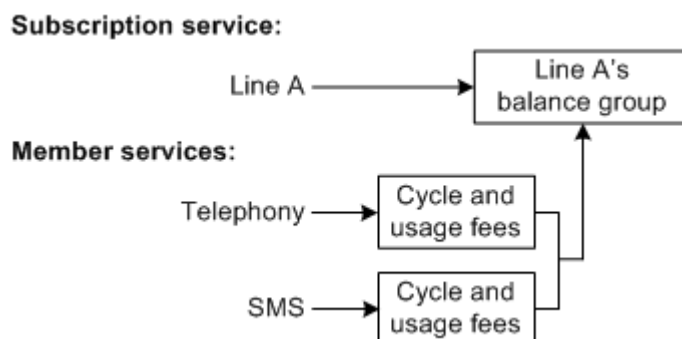 Subscription service:
Line A
Line A's
balance group
Member services:
Telephony
Cycle and
usage fees
SMS
Cycle and
usage fees